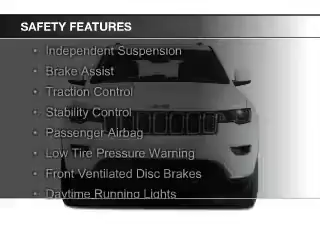 SAFETY FEATURES
• Independent Suspension
• Brake Assist
• Traction Control
• Stability Control
• Passenger Airbag
• Low Tire Pressure Warning
• Front Ventilated Disc Brakes
• Daytime Running Lights